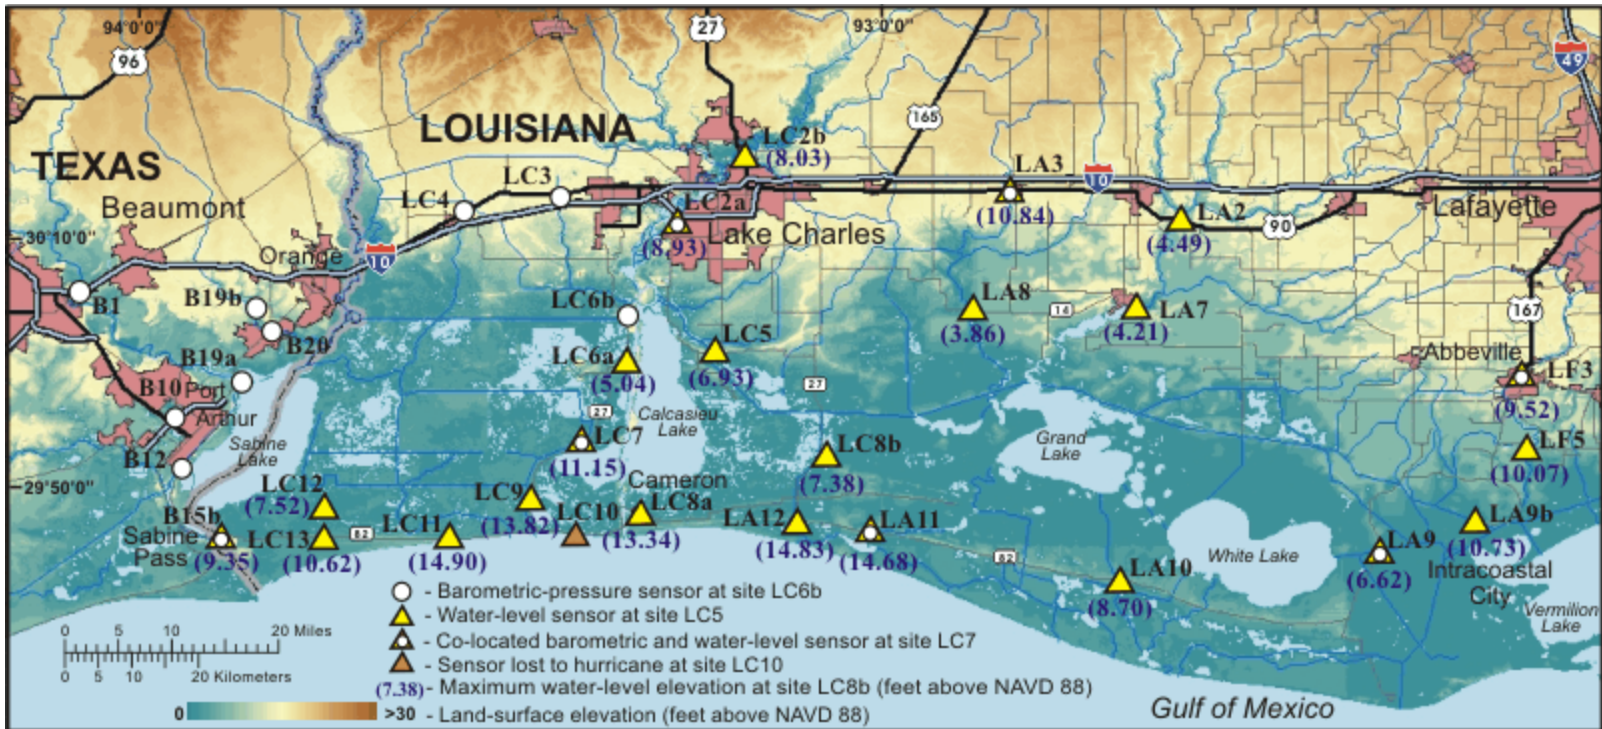 94°0'0"
27
93°0'0"
49
96
165
LOUISIANA
LC2b
(8.03)
TEXAS
LC3
LA3
10
LC4
LC2a
(10.84)
Beaumont
LA2
Lafayette
30°10'0"
(8.93)
Lake Charles
(4.49)
90
Orange
10
B1
B19b
LC6b
LA8
14
LA7
167
B20
(3.86)
(4.21)
B19a
LC5
LC6a
Abbeville
B10
Port
(5.04)
(6.93)
27
LF3
Arthur
27
Calcasieu
Lake
(9.52)
Sabine
Lake
LC7
Grand
Lake
LC8b
LF5
B12
(11.15)
(7.38)
(10.07)
29°50'0"
LC12
Cameron
(7.52)
LC9
LC8a
B15b
(13.82)
LC10
LA12
LA11
LA9b
Sabine
Pass
LC13
82
LC11
(13.34)
(14.83)
(10.73)
(9.35)
(10.62)
(14.90)
(14.68)
82
White Lake
LA9
LA10
(6.62)
Intracoastal
City
(8.70)
Vermilion
Lake
- Barometric-pressure sensor at site LC6b
- Water-level sensor at site LC5
0 5 10 20 Miles
- Co-located barometric and water-level sensor at site LC7
- Sensor lost to hurricane at site LC10
0 5 10 20 Kilometers
(7.38) - Maximum water-level elevation at site LC8b (feet above NAVD 88)
0 >30 - Land-surface elevation (feet above NAVD 88)
Gulf of Mexico